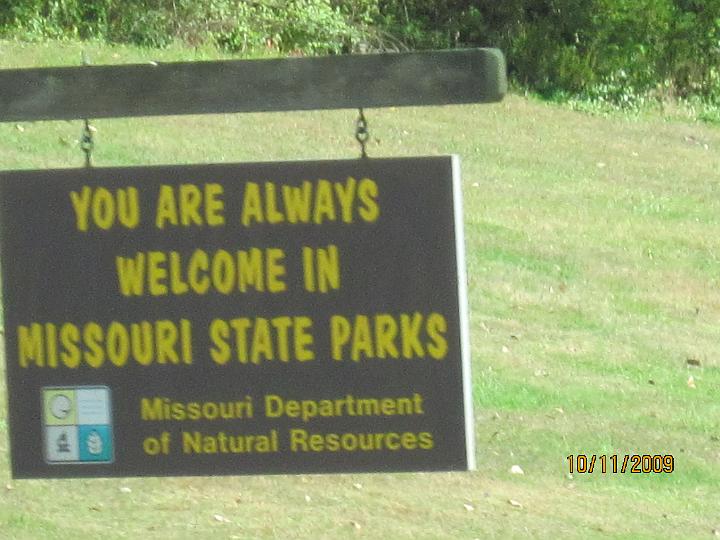 YOU ARE ALWAYS
WELCOME IN
MISSOURI STATE PARKS
Missouri Department
of Natural Resources
10/11/2009